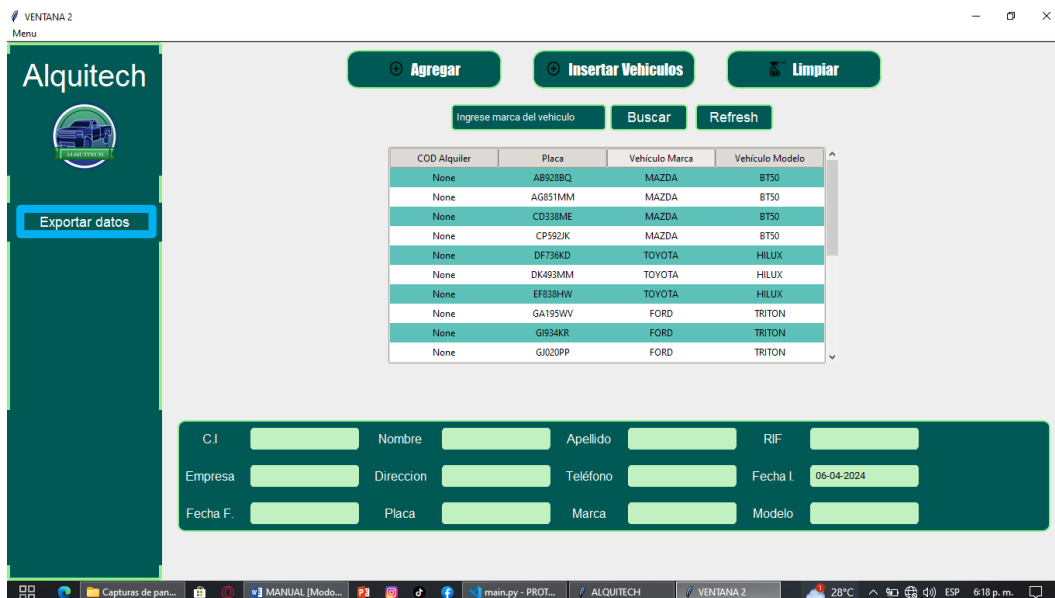 VENTANA 2
Menu
Alquitech
ALQUITECH
Exportar datos
Agregar
Insertar Vehiculos
Limpiar
Ingrese marca del vehiculo
Buscar
Refresh
COD Alquiler Placa Vehículo Marca Vehículo Modelo
None AB928BQ MAZDA BT50
None AG851MM MAZDA BT50
None CD338ME MAZDA BT50
None CP592JK MAZDA BT50
None DF736KD TOYOTA HILUX
None DK493MM TOYOTA HILUX
None EF838HW TOYOTA HILUX
None GA195WV FORD TRITON
None GI934KR FORD TRITON
None GJ020PP FORD TRITON
C.I Nombre Apellido RIF
Empresa Direccion Teléfono Fecha I. 06-04-2024
Fecha F. Placa Marca Modelo
Capturas de pan... MANUAL [Modo... main.py - PROT... ALQUITECH VENTANA 2 28°C ESP 6:18 p. m.